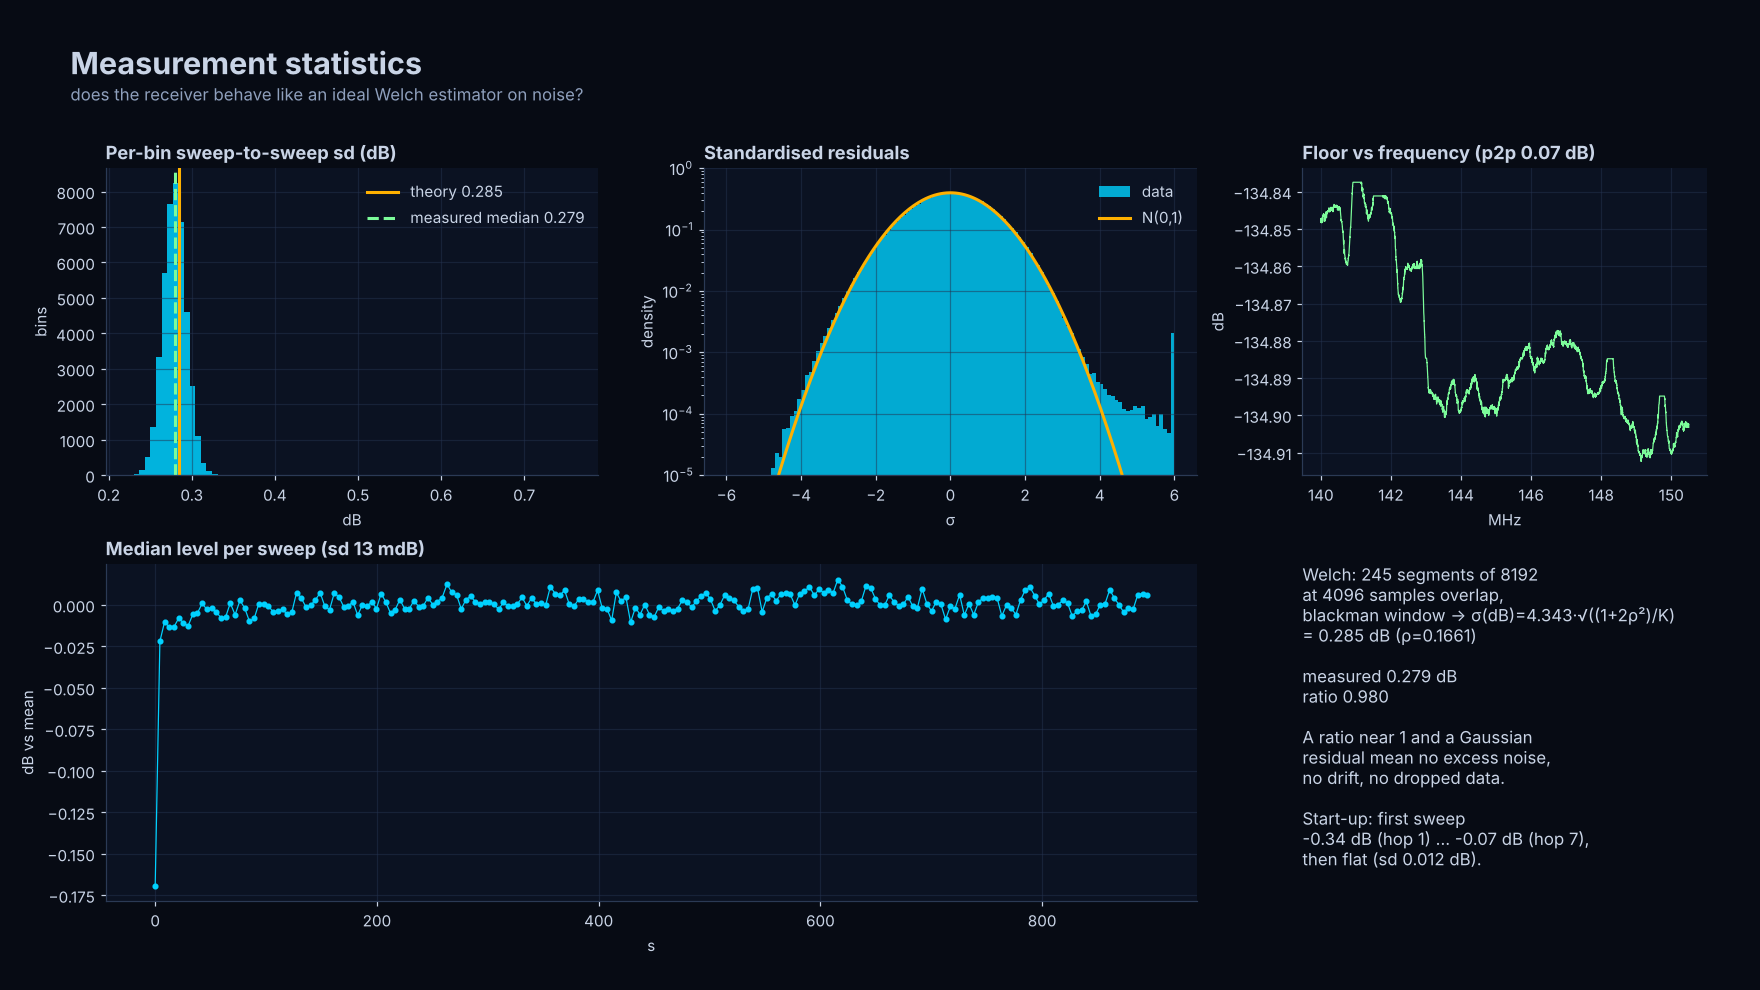 Measurement statistics
does the receiver behave like an ideal Welch estimator on noise?
Per-bin sweep-to-sweep sd (dB)
theory 0.285
measured median 0.279
8000
7000
6000
5000
4000
3000
2000
1000
0
bins
0.2 0.3 0.4 0.5 0.6 0.7
dB
Standardised residuals
data
N(0,1)
10⁰
10⁻¹
10⁻²
10⁻³
10⁻⁴
10⁻⁵
density
−6 −4 −2 0 2 4 6
σ
Floor vs frequency (p2p 0.07 dB)
−134.84
−134.85
−134.86
−134.87
−134.88
−134.89
−134.90
−134.91
dB
140 142 144 146 148 150
MHz
Median level per sweep (sd 13 mdB)
0.000
−0.025
−0.050
−0.075
−0.100
−0.125
−0.150
−0.175
dB vs mean
0 200 400 600 800
s
Welch: 245 segments of 8192
at 4096 samples overlap,
blackman window → σ(dB)=4.343·√((1+2ρ²)/K)
= 0.285 dB (ρ=0.1661)
measured 0.279 dB
ratio 0.980
A ratio near 1 and a Gaussian
residual mean no excess noise,
no drift, no dropped data.
Start-up: first sweep
-0.34 dB (hop 1) ... -0.07 dB (hop 7),
then flat (sd 0.012 dB).